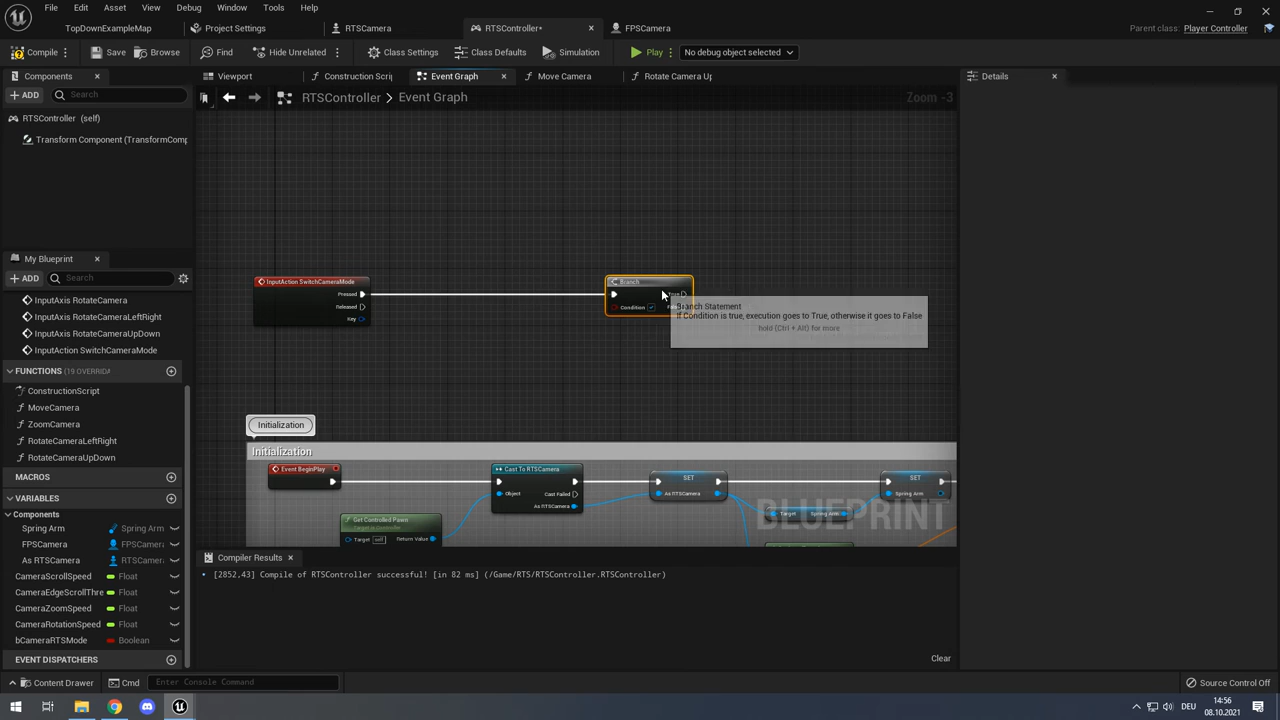 File Edit Asset View Debug Window Tools Help
TopDownExampleMap Project Settings RTSCamera RTSController* FPSCamera Parent class: Player Controller
Compile Save Browse Find Hide Unrelated Class Settings Class Defaults Simulation Play No debug object selected
Components Viewport Construction Scrip Event Graph Move Camera Rotate Camera Up Details
ADD Search RTSController > Event Graph Zoom -3
RTSController (self)
Transform Component (TransformComp
My Blueprint
ADD Search
InputAction SwitchCameraMode
Pressed
Released
Key
Branch
Condition
Branch Statement
If Condition is true, execution goes to True, otherwise it goes to False
hold (Ctrl + Alt) for more
InputAxis RotateCamera
InputAxis RotateCameraLeftRight
InputAxis RotateCameraUpDown
InputAction SwitchCameraMode
FUNCTIONS (19 OVERRIDA
ConstructionScript
MoveCamera
ZoomCamera
RotateCameraLeftRight
RotateCameraUpDown
MACROS
VARIABLES
Components
Spring Arm Spring Arm
FPSCamera FPSCamera
As RTSCamera RTSCamera
CameraScrollSpeed Float
CameraEdgeScrollThre Float
CameraZoomSpeed Float
CameraRotationSpeed Float
bCameraRTSMode Boolean
EVENT DISPATCHERS
Initialization
Initialization
Event BeginPlay
Cast To RTSCamera
Object Cast Failed
As RTSCamera
Get Controlled Pawn
Target is Controller
Target self Return Value
SET
As RTSCamera
Target Spring Arm
SET
Spring Arm
BLUEPRINT
Compiler Results
[2852,43] Compile of RTSController successful! [in 82 ms] (/Game/RTS/RTSController.RTSController)
Clear
Content Drawer Cmd Enter Console Command Source Control Off
DEU 14:56
08.10.2021